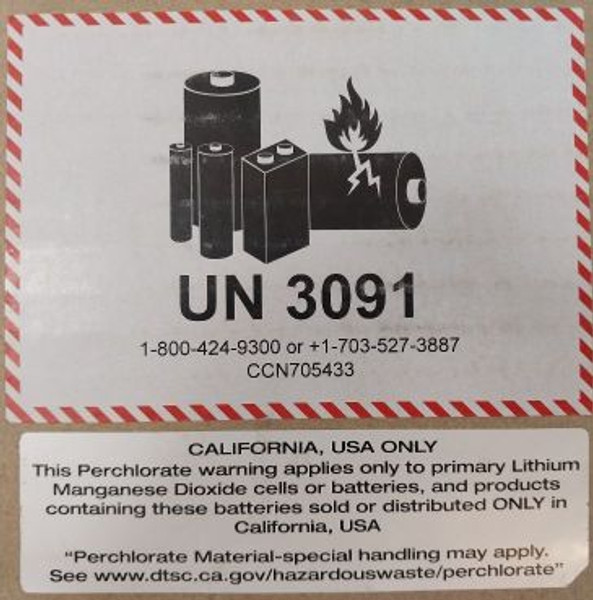 UN 3091
1-800-424-9300 or +1-703-527-3887
CCN705433
CALIFORNIA, USA ONLY
This Perchlorate warning applies only to primary Lithium
Manganese Dioxide cells or batteries, and products
containing these batteries sold or distributed ONLY in
California, USA
“Perchlorate Material-special handling may apply.
See www.dtsc.ca.gov/hazardouswaste/perchlorate”